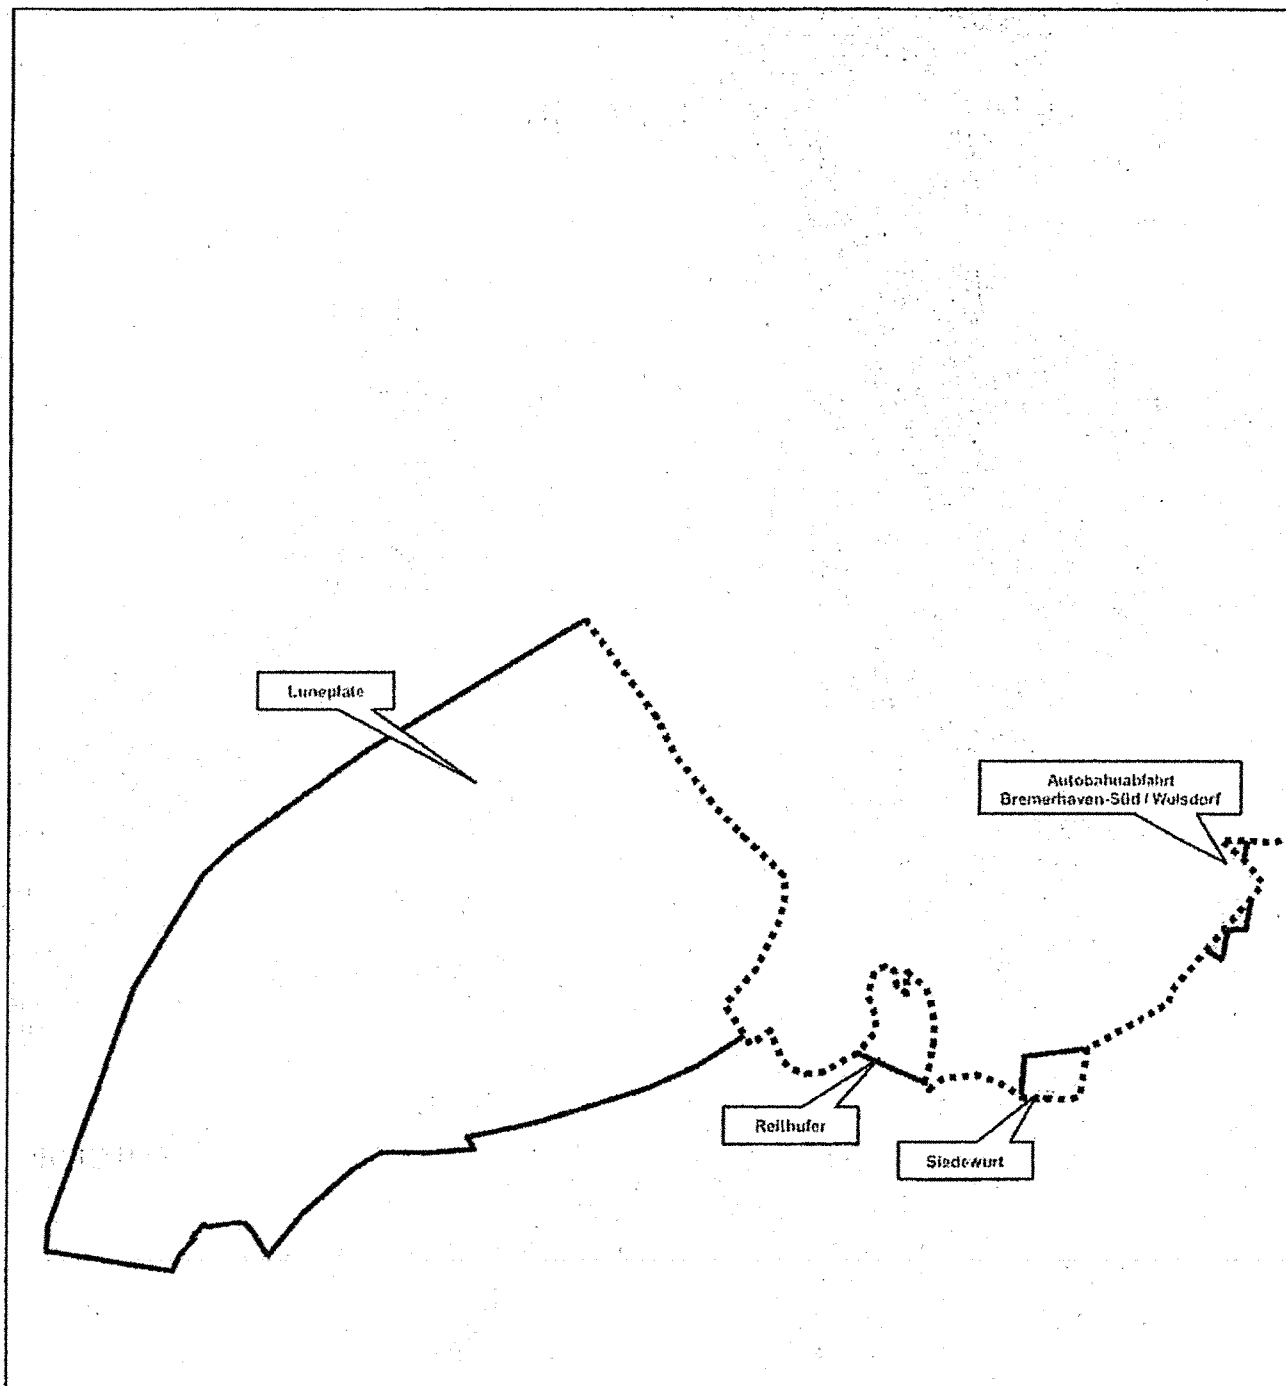 Luneplate
Autobahnabfahrt
Bremerhaven-Süd / Wulsdorf
Reithufer
Siedewurt